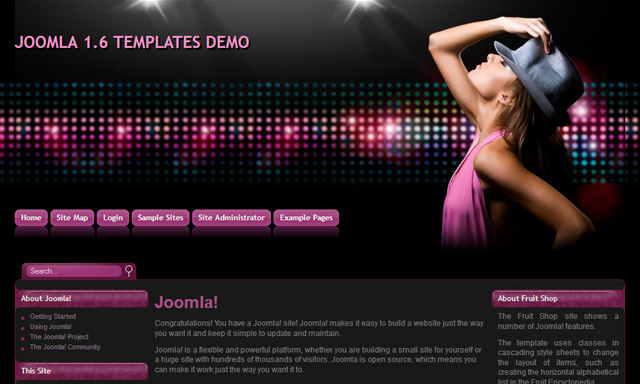 JOOMLA 1.6 TEMPLATES DEMO
Home
Site Map
Login
Sample Sites
Site Administrator
Example Pages
Search...
About Joomla!
Getting Started
Using Joomla!
The Joomla! Project
The Joomla! Community
This Site
Joomla!
Congratulations! You have a Joomla! site! Joomla! makes it easy to build a website just the way
you want it and keep it simple to update and maintain.
Joomla! is a flexible and powerful platform, whether you are building a small site for yourself or
a huge site with hundreds of thousands of visitors. Joomla is open source, which means you
can make it work just the way you want it to.
About Fruit Shop
The Fruit Shop site shows a
number of Joomla! features.
The template uses classes in
cascading style sheets to change
the layout of items, such as
creating the horizontal alphabetical
list in the Fruit Encyclopedia.